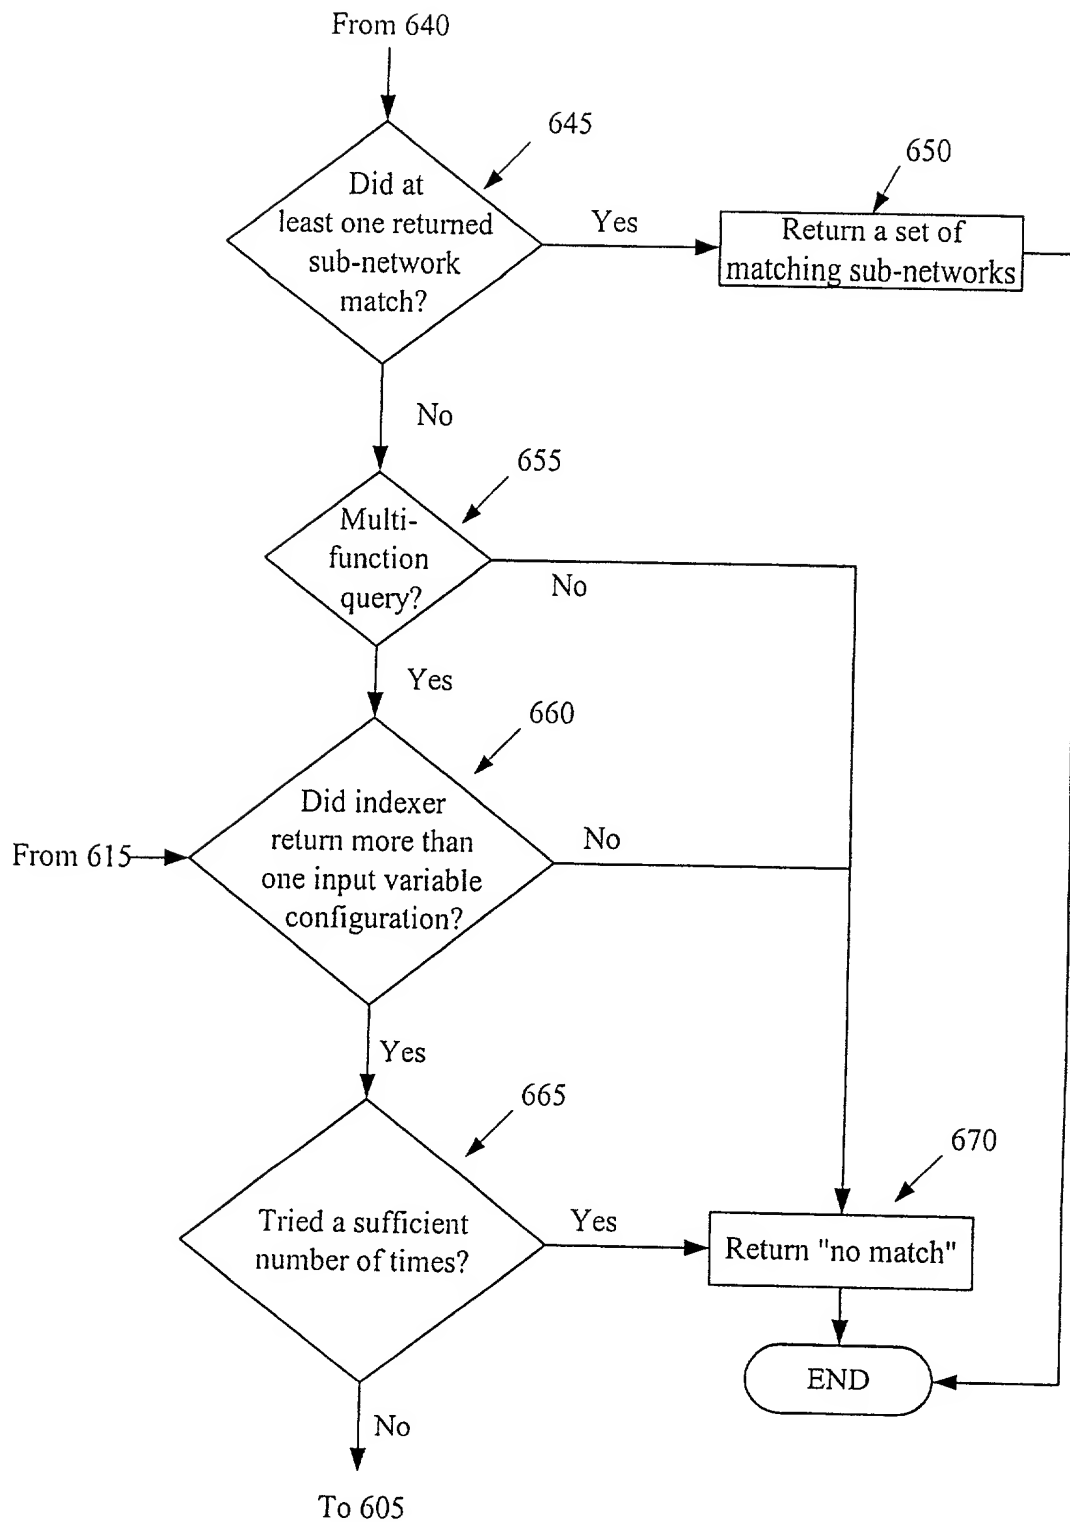 From 640
645
Did at
least one returned
sub-network
match?
Yes
650
Return a set of
matching sub-networks
No
655
Multi-
function
query?
No
Yes
660
From 615
Did indexer
return more than
one input variable
configuration?
No
Yes
665
Tried a sufficient
number of times?
Yes
670
Return "no match"
END
No
To 605